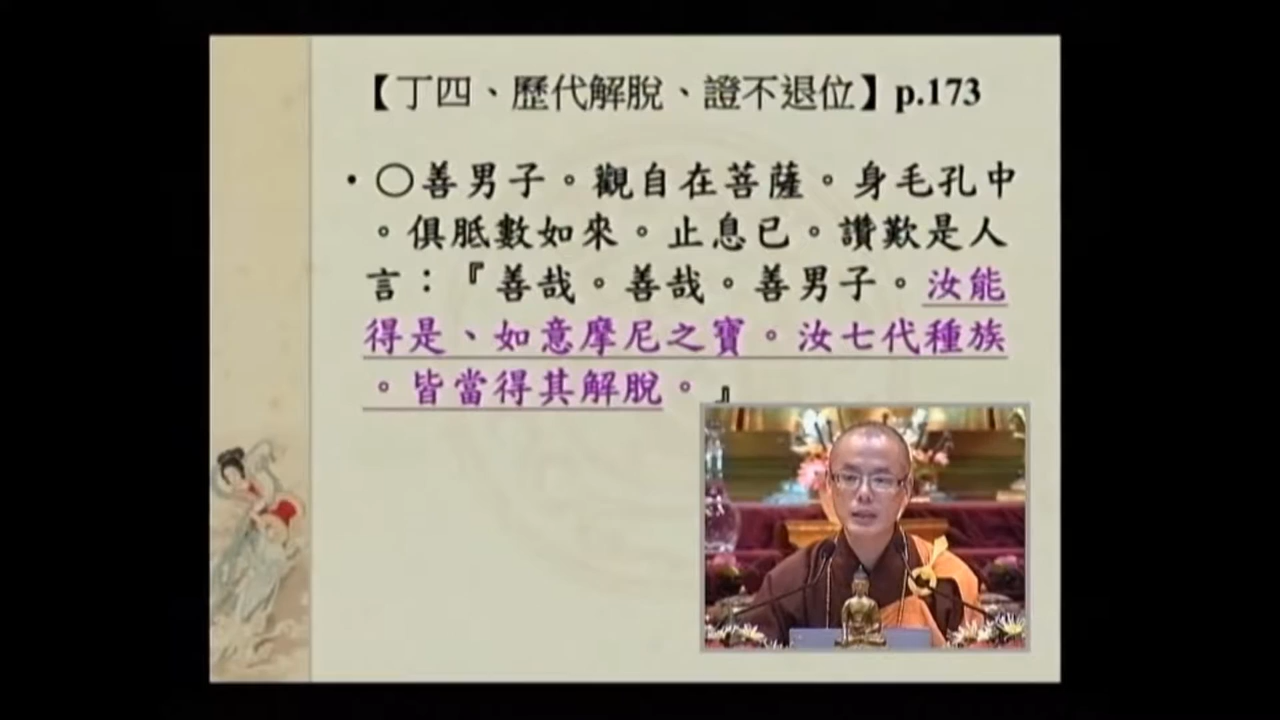 【丁四、歷代解脫、證不退位】p.173
•〇善男子。觀自在菩薩。身毛孔中
。俱胝數如來。止息已。讚歎是人
言：『善哉。善哉。善男子。汝能
得是、如意摩尼之寶。汝七代種族
。皆當得其解脫。』